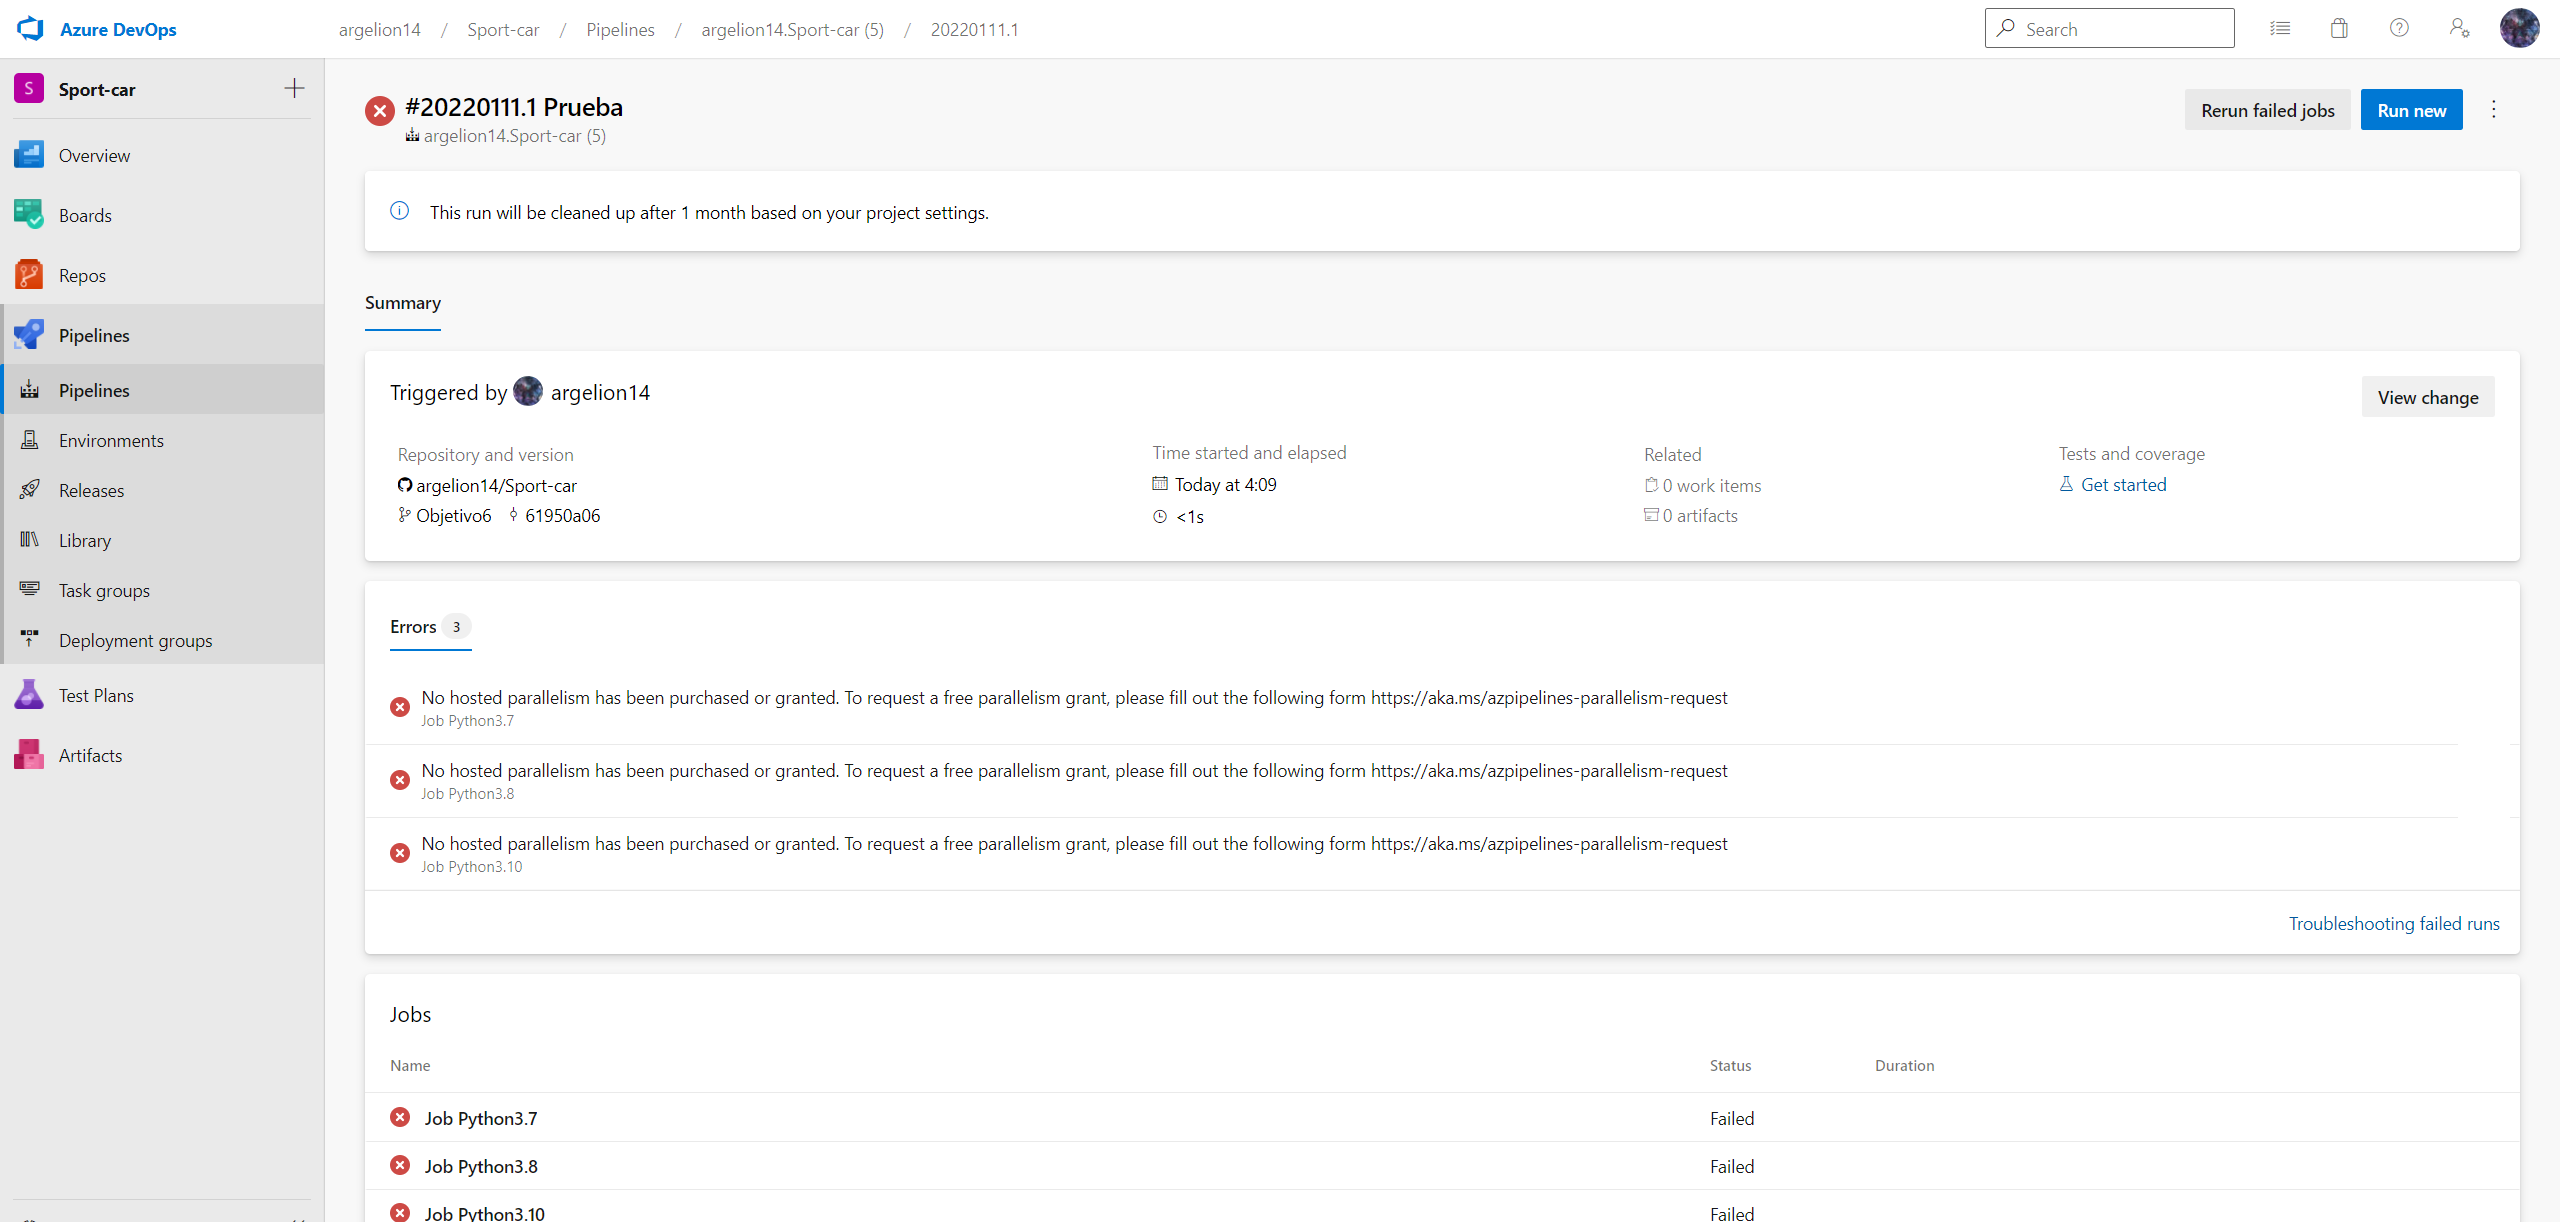 Azure DevOps
argelion14 / Sport-car / Pipelines / argelion14.Sport-car (5) / 20220111.1
Search
S Sport-car
Overview
Boards
Repos
Pipelines
Pipelines
Environments
Releases
Library
Task groups
Deployment groups
Test Plans
Artifacts
#20220111.1 Prueba
argelion14.Sport-car (5)
Rerun failed jobs
Run new
This run will be cleaned up after 1 month based on your project settings.
Summary
Triggered by argelion14
View change
Repository and version
argelion14/Sport-car
Objetivo6 61950a06
Time started and elapsed
Today at 4:09
<1s
Related
0 work items
0 artifacts
Tests and coverage
Get started
Errors 3
No hosted parallelism has been purchased or granted. To request a free parallelism grant, please fill out the following form https://aka.ms/azpipelines-parallelism-request
Job Python3.7
No hosted parallelism has been purchased or granted. To request a free parallelism grant, please fill out the following form https://aka.ms/azpipelines-parallelism-request
Job Python3.8
No hosted parallelism has been purchased or granted. To request a free parallelism grant, please fill out the following form https://aka.ms/azpipelines-parallelism-request
Job Python3.10
Troubleshooting failed runs
Jobs
Name Status Duration
Job Python3.7 Failed
Job Python3.8 Failed
Job Python3.10 Failed